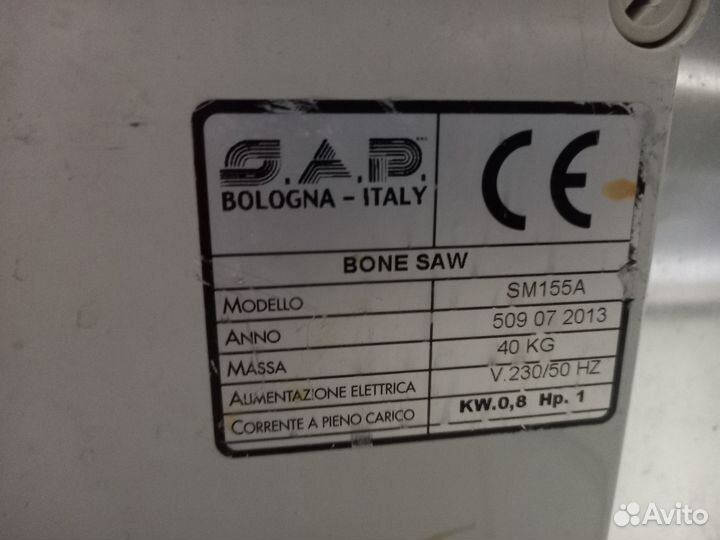 S.A.P.
BOLOGNA - ITALY
CE
BONE SAW
MODELLO SM155A
ANNO 509 07 2013
MASSA 40 KG
ALIMENTAZIONE ELETTRICA V.230/50 HZ
CORRENTE A PIENO CARICO KW.0,8 Hp. 1
Avito